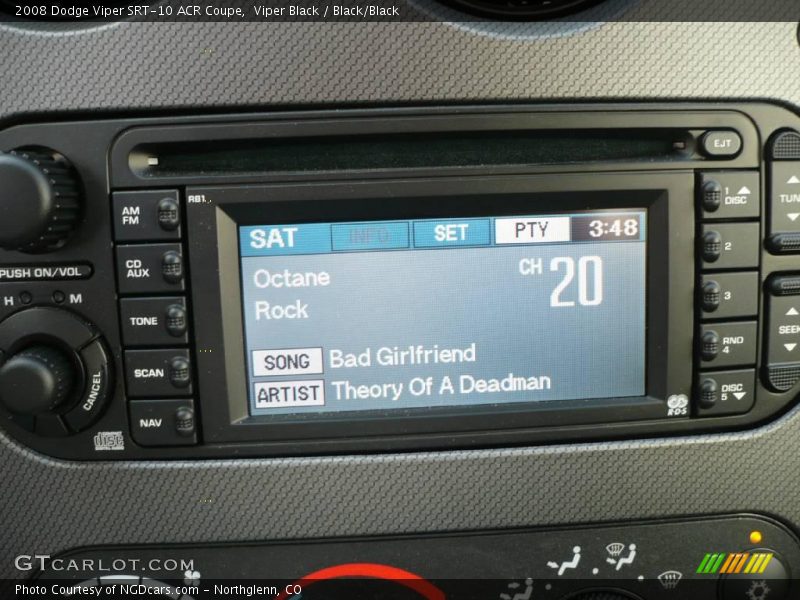 2008 Dodge Viper SRT-10 ACR Coupe,  Viper Black / Black/Black
EJT
RB1
AM FM
CD AUX
PUSH ON/VOL
H M
TONE
SCAN
CANCEL
NAV
SAT INFO SET PTY 3:48
Octane CH 20
Rock
SONG Bad Girlfriend
ARTIST Theory Of A Deadman
1 DISC
2
3
RND 4
DISC 5
TUNE
SEEK
RDS
disc
GTCARLOT.COM
Photo Courtesy of NGDcars.com - Northglenn, CO